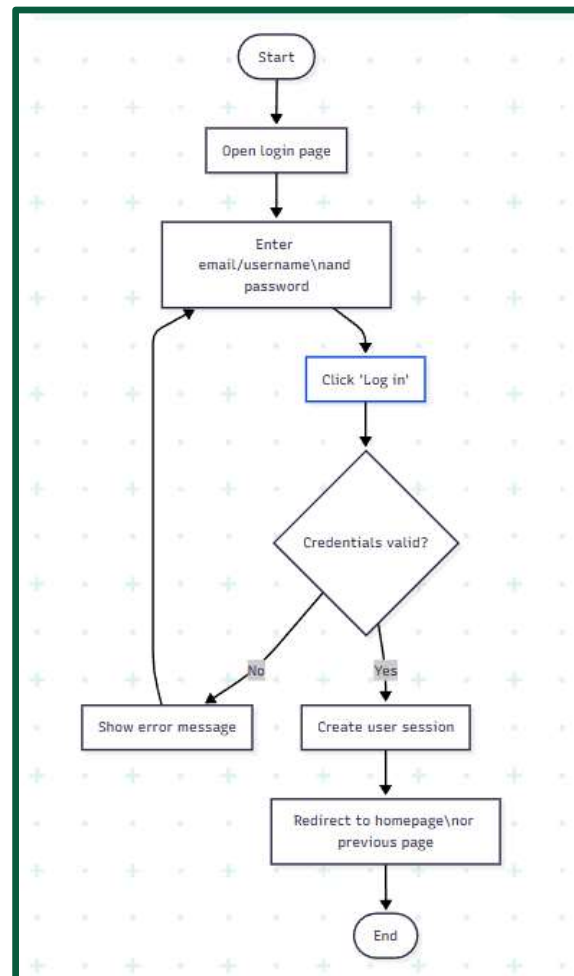 Start
Open login page
Enter
email/username\nand
password
Click 'Log in'
Credentials valid?
No
Yes
Show error message
Create user session
Redirect to homepage\nor
previous page
End